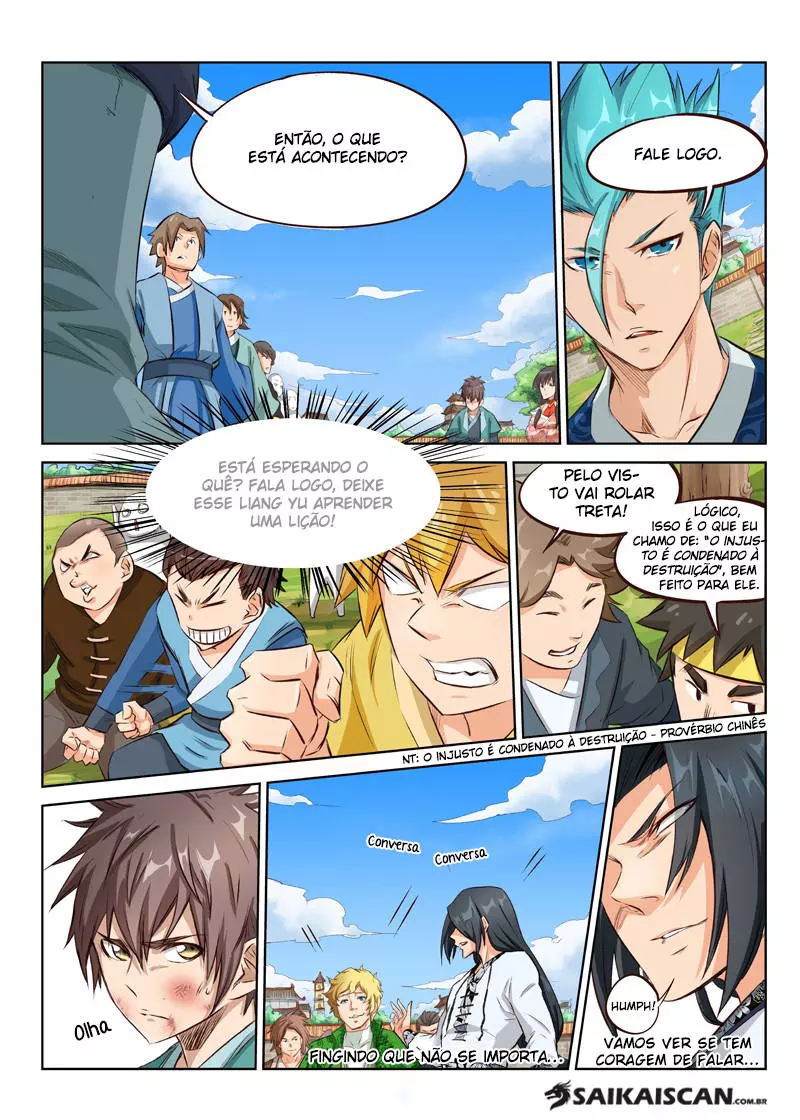 ENTÃO, O QUE
ESTÁ ACONTECENDO?
FALE LOGO.
ESTÁ ESPERANDO O
QUÊ? FALA LOGO, DEIXE
ESSE LIANG YU APRENDER
UMA LIÇÃO!
PELO VIS-
TO VAI ROLAR
TRETA!
LÓGICO,
ISSO É O QUE EU
CHAMO DE: "O INJUS-
TO É CONDENADO À
DESTRUIÇÃO", BEM
FEITO PARA ELE.
NT: O INJUSTO É CONDENADO À DESTRUIÇÃO - PROVÉRBIO CHINÊS
Olha
Conversa
Conversa
FINGINDO QUE NÃO SE IMPORTA...
HUMPH!
VAMOS VER SE TEM
CORAGEM DE FALAR...
SAIKAISCAN.COM.BR